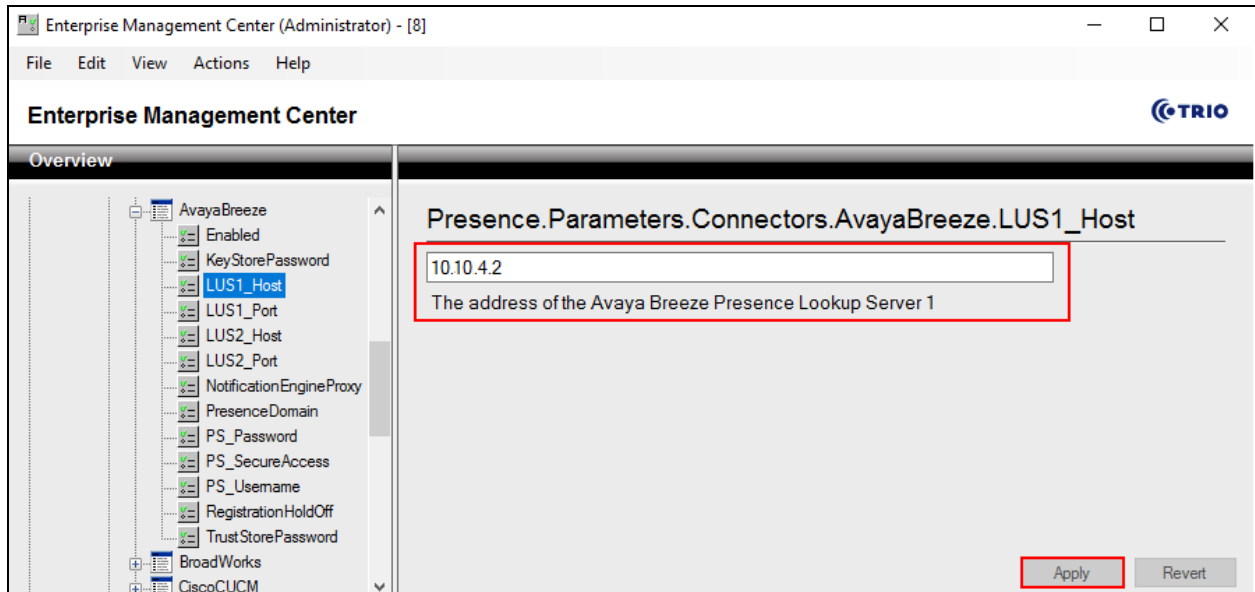 Enterprise Management Center (Administrator) - [8]
File Edit View Actions Help
Enterprise Management Center
TRIO
Overview
AvayaBreeze
Enabled
KeyStorePassword
LUS1_Host
LUS1_Port
LUS2_Host
LUS2_Port
NotificationEngineProxy
PresenceDomain
PS_Password
PS_SecureAccess
PS_Username
RegistrationHoldOff
TrustStorePassword
BroadWorks
CiscoCUCM
Presence.Parameters.Connectors.AvayaBreeze.LUS1_Host
10.10.4.2
The address of the Avaya Breeze Presence Lookup Server 1
Apply Revert